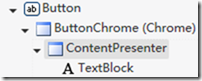 Button
ButtonChrome (Chrome)
ContentPresenter
A TextBlock